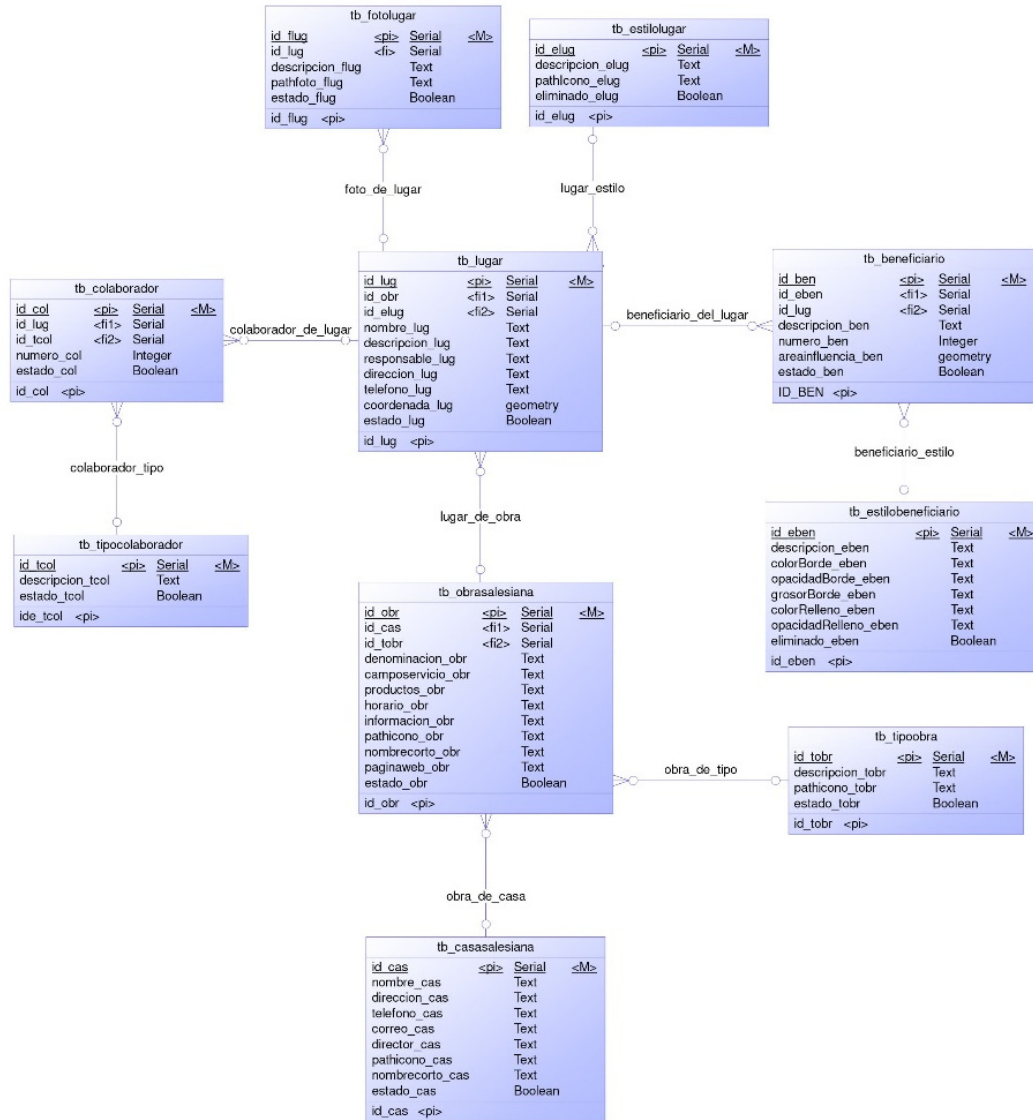 tb_fotolugar
id_flug <pi> Serial <M>
id_lug <fi> Serial
descripcion_flug Text
pathfoto_flug Text
estado_flug Boolean
id_flug <pi>
tb_estilolugar
id_elug <pi> Serial <M>
descripcion_elug Text
pathIcono_elug Text
eliminado_elug Boolean
id_elug <pi>
foto_de_lugar
lugar_estilo
tb_colaborador
id_col <pi> Serial <M>
id_lug <fi1> Serial
id_tcol <fi2> Serial
numero_col Integer
estado_col Boolean
id_col <pi>
colaborador_de_lugar
tb_lugar
id_lug <pi> Serial <M>
id_obr <fi1> Serial
id_elug <fi2> Serial
nombre_lug Text
descripcion_lug Text
responsable_lug Text
direccion_lug Text
telefono_lug Text
coordenada_lug geometry
estado_lug Boolean
id_lug <pi>
beneficiario_del_lugar
tb_beneficiario
id_ben <pi> Serial <M>
id_eben <fi1> Serial
id_lug <fi2> Serial
descripcion_ben Text
numero_ben Integer
areainfluencia_ben geometry
estado_ben Boolean
ID_BEN <pi>
colaborador_tipo
beneficiario_estilo
lugar_de_obra
tb_tipocolaborador
id_tcol <pi> Serial <M>
descripcion_tcol Text
estado_tcol Boolean
ide_tcol <pi>
tb_estilobeneficiario
id_eben <pi> Serial <M>
descripcion_eben Text
colorBorde_eben Text
opacidadBorde_eben Text
grosorBorde_eben Text
colorRelleno_eben Text
opacidadRelleno_eben Text
eliminado_eben Boolean
id_eben <pi>
tb_obrasalesiana
id_obr <pi> Serial <M>
id_cas <fi1> Serial
id_tobr <fi2> Serial
denominacion_obr Text
camposervicio_obr Text
productos_obr Text
horario_obr Text
informacion_obr Text
pathicono_obr Text
nombrecorto_obr Text
paginaweb_obr Text
estado_obr Boolean
id_obr <pi>
obra_de_tipo
tb_tipoobra
id_tobr <pi> Serial <M>
descripcion_tobr Text
pathicono_tobr Text
estado_tobr Boolean
id_tobr <pi>
obra_de_casa
tb_casasalesiana
id_cas <pi> Serial <M>
nombre_cas Text
direccion_cas Text
telefono_cas Text
correo_cas Text
director_cas Text
pathicono_cas Text
nombrecorto_cas Text
estado_cas Boolean
id_cas <pi>